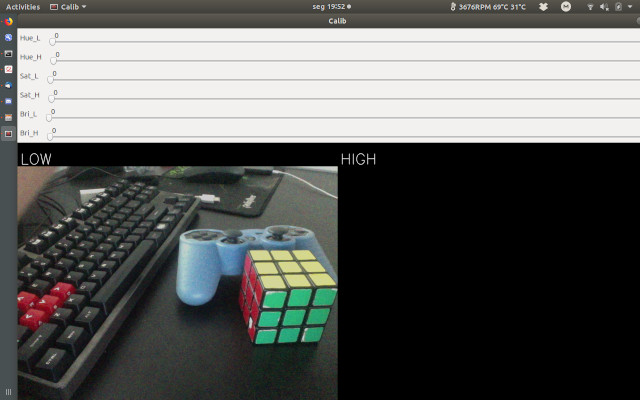 Activities Calib seg 19:52 3676RPM 69°C 31°C
Calib
Hue_L 0
Hue_H 0
Sat_L 0
Sat_H 0
Bri_L 0
Bri_H 0
LOW HIGH